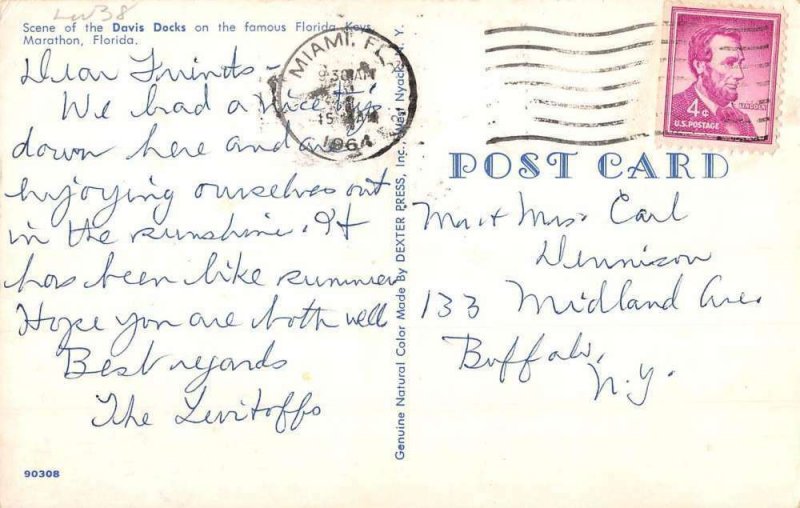 Lw38
Scene of the Davis Docks on the famous Florida Keys
Marathon, Florida.
Dear Friends-
We had a nice trip
down here and are
enjoying ourselves out
in the sunshine. It
has been like summer
Hope you are both well
Best regards
The Levitoffs
90308
Genuine Natural Color Made By DEXTER PRESS, Inc., West Nyack, N. Y.
MIAMI, FLA.
930 AM
15 JAN
1964
4¢
LINCOLN
U.S. POSTAGE
POST CARD
Mr + Mrs. Carl
Dennison
133 Midland Ave.
Buffalo,
N.Y.